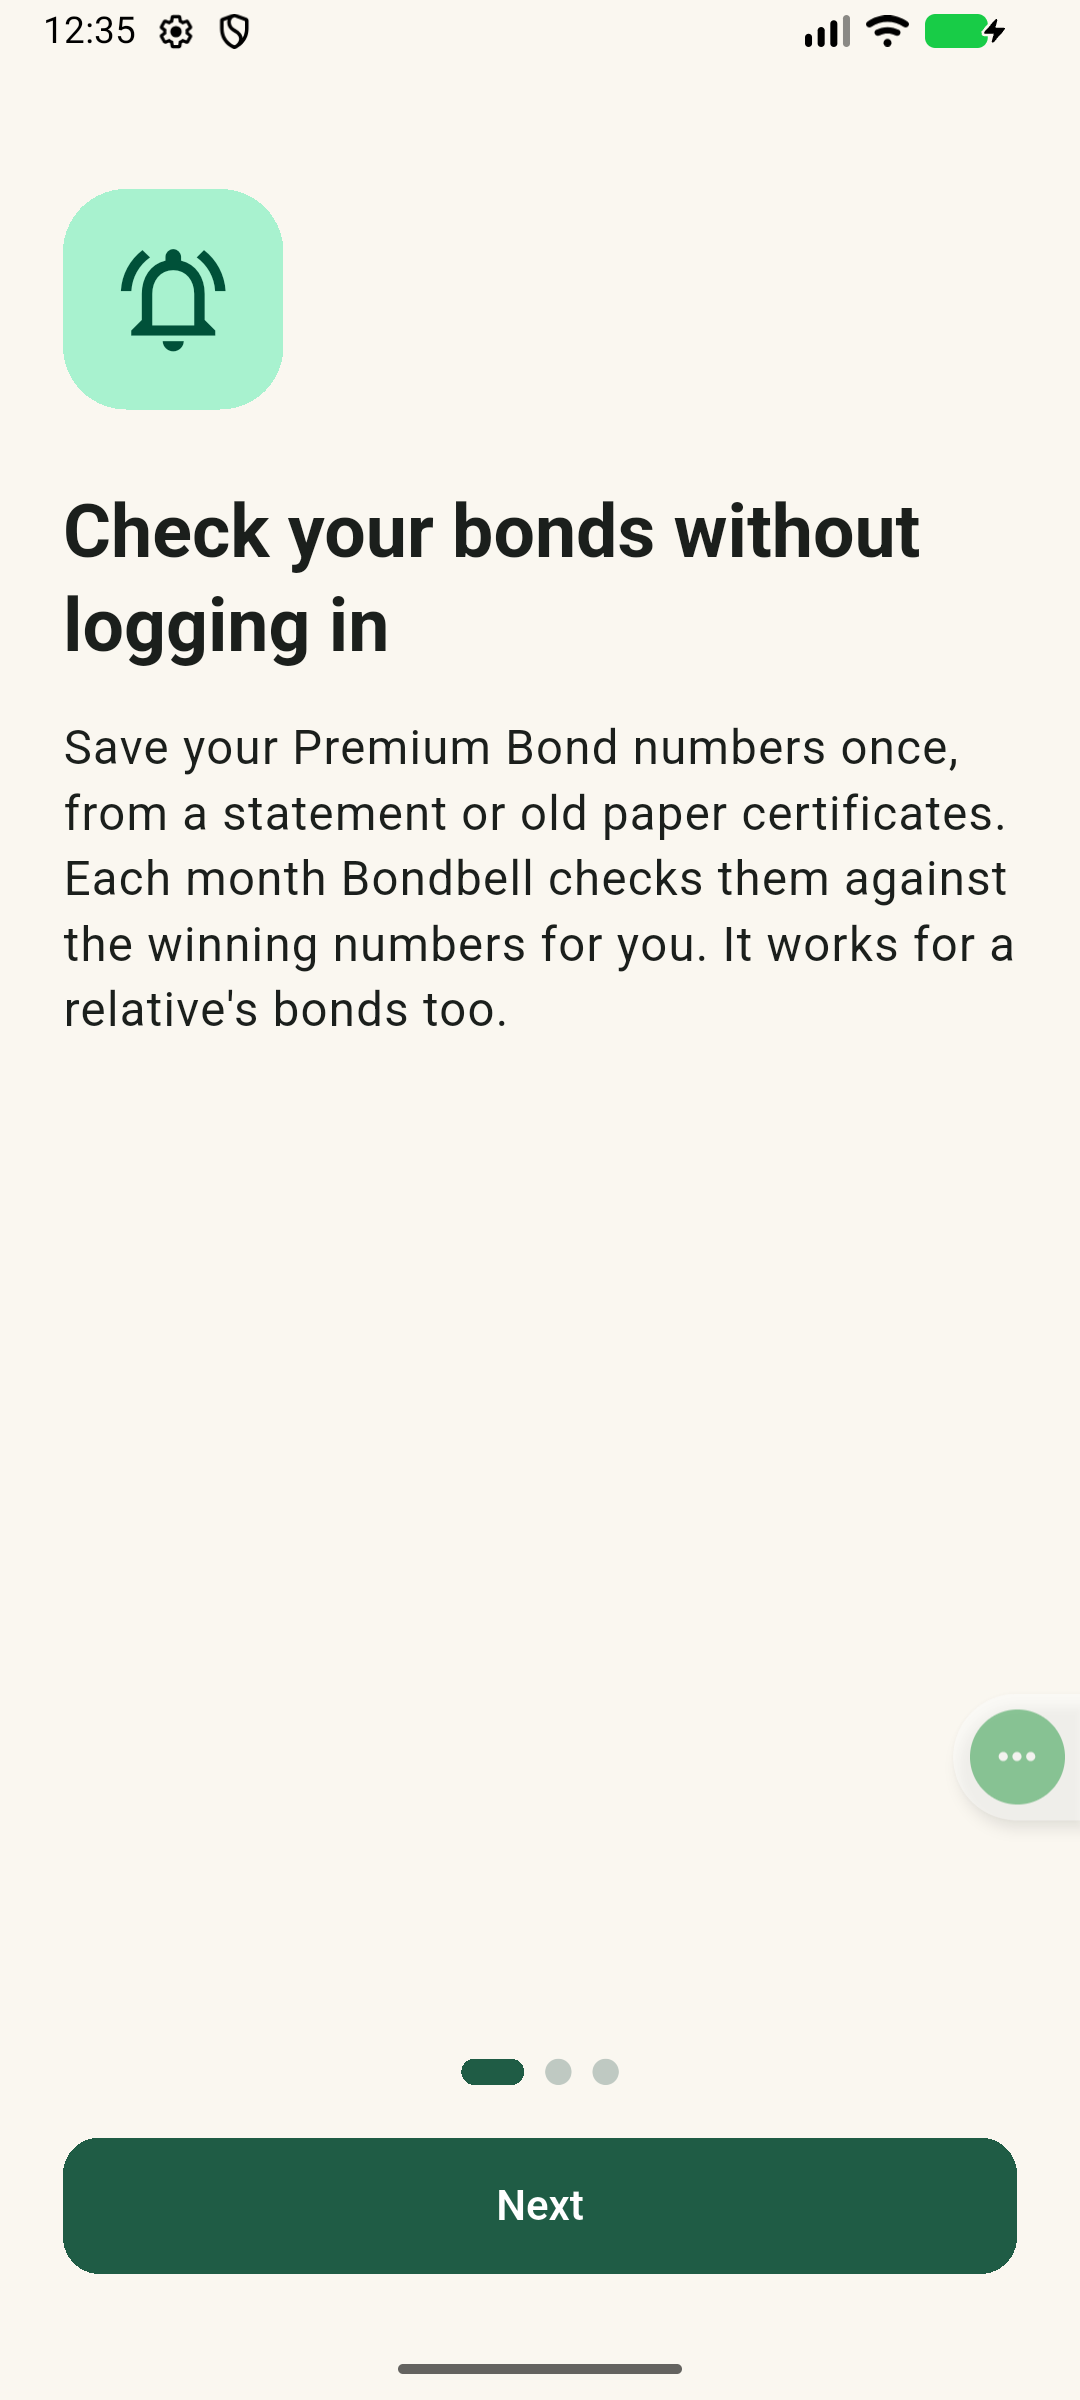 12:35
Check your bonds without
logging in
Save your Premium Bond numbers once,
from a statement or old paper certificates.
Each month Bondbell checks them against
the winning numbers for you. It works for a
relative's bonds too.
Next